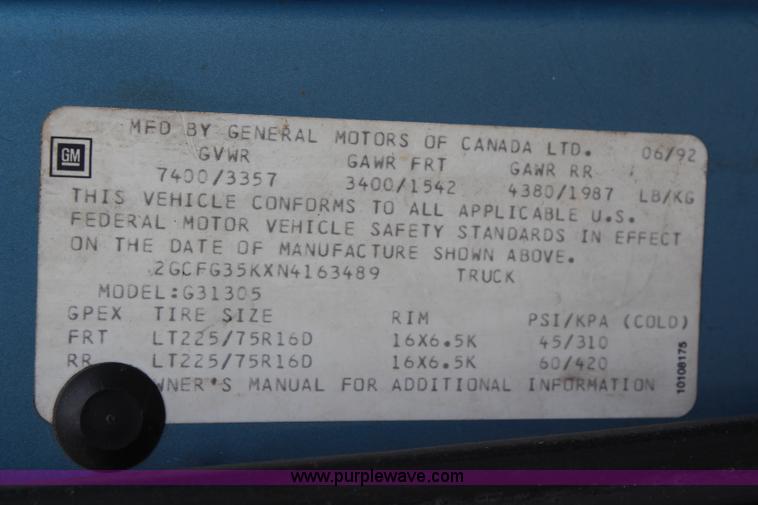 MFD BY GENERAL MOTORS OF CANADA LTD. 06/92
GM
GVWR GAWR FRT GAWR RR
7400/3357 3400/1542 4380/1987 LB/KG
THIS VEHICLE CONFORMS TO ALL APPLICABLE U.S.
FEDERAL MOTOR VEHICLE SAFETY STANDARDS IN EFFECT
ON THE DATE OF MANUFACTURE SHOWN ABOVE.
2GCFG35KXN4163489 TRUCK
MODEL:G31305
GPEX TIRE SIZE RIM PSI/KPA (COLD)
FRT LT225/75R16D 16X6.5K 45/310
RR LT225/75R16D 16X6.5K 60/420
WNER'S MANUAL FOR ADDITIONAL INFORMATION
10108175
www.purplewave.com